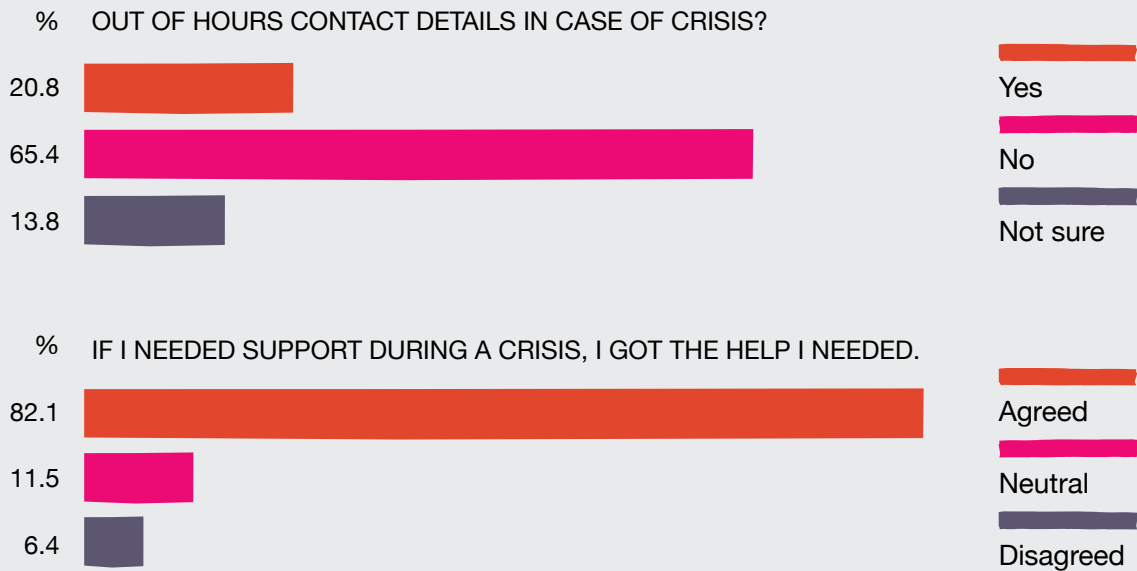 % OUT OF HOURS CONTACT DETAILS IN CASE OF CRISIS?
20.8
65.4
13.8
Yes
No
Not sure
% IF I NEEDED SUPPORT DURING A CRISIS, I GOT THE HELP I NEEDED.
82.1
11.5
6.4
Agreed
Neutral
Disagreed